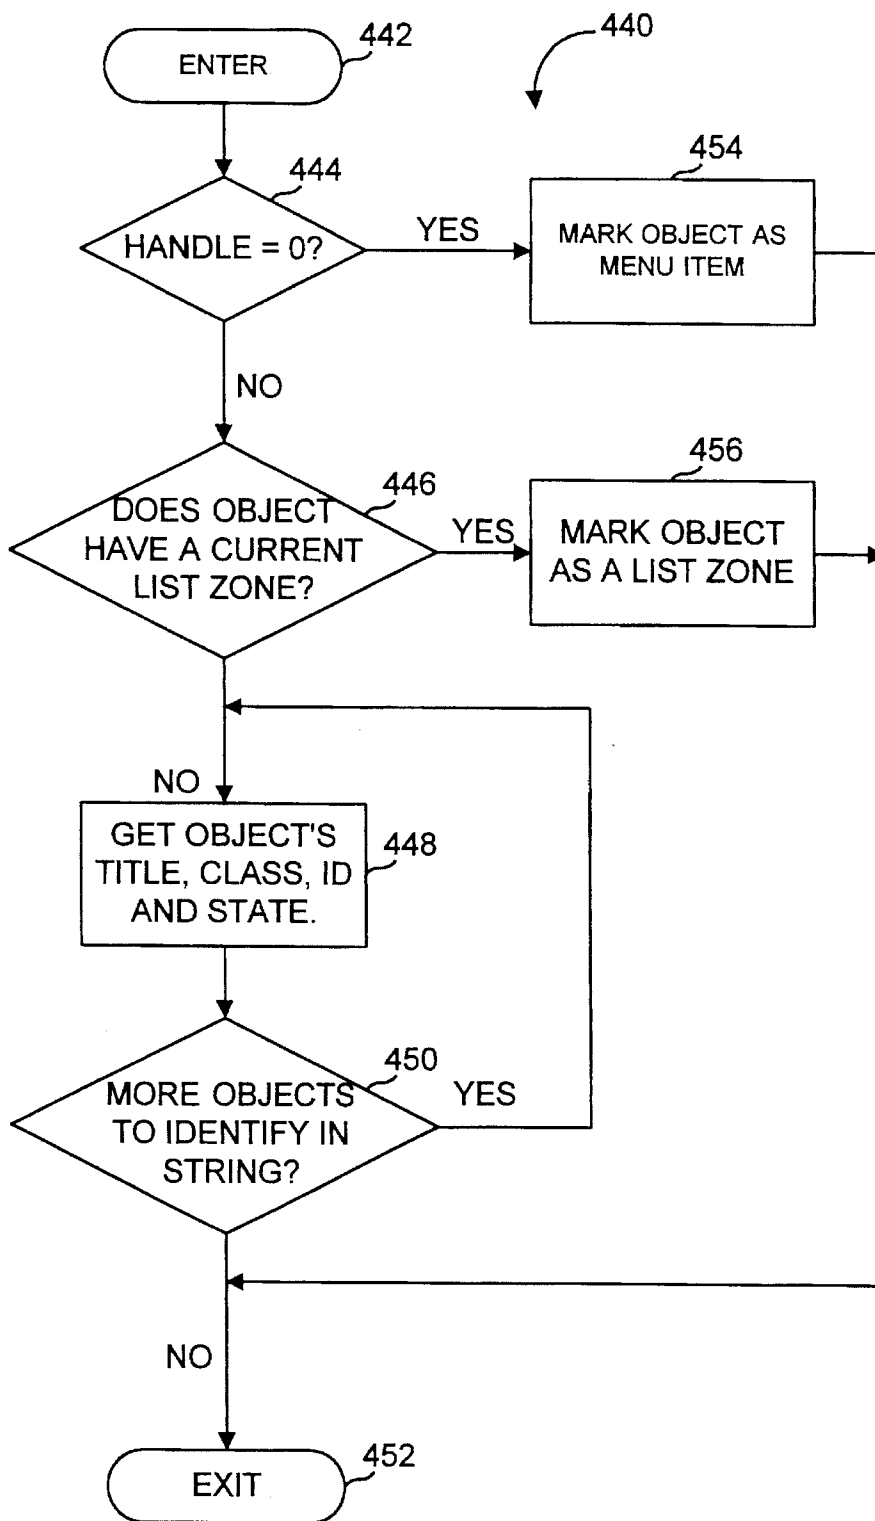 442
440
ENTER
444
454
HANDLE = 0?
YES
MARK OBJECT AS
MENU ITEM
NO
446
456
DOES OBJECT
HAVE A CURRENT
LIST ZONE?
YES
MARK OBJECT
AS A LIST ZONE
NO
GET OBJECT'S
TITLE, CLASS, ID
AND STATE.
448
450
MORE OBJECTS
TO IDENTIFY IN
STRING?
YES
NO
EXIT
452